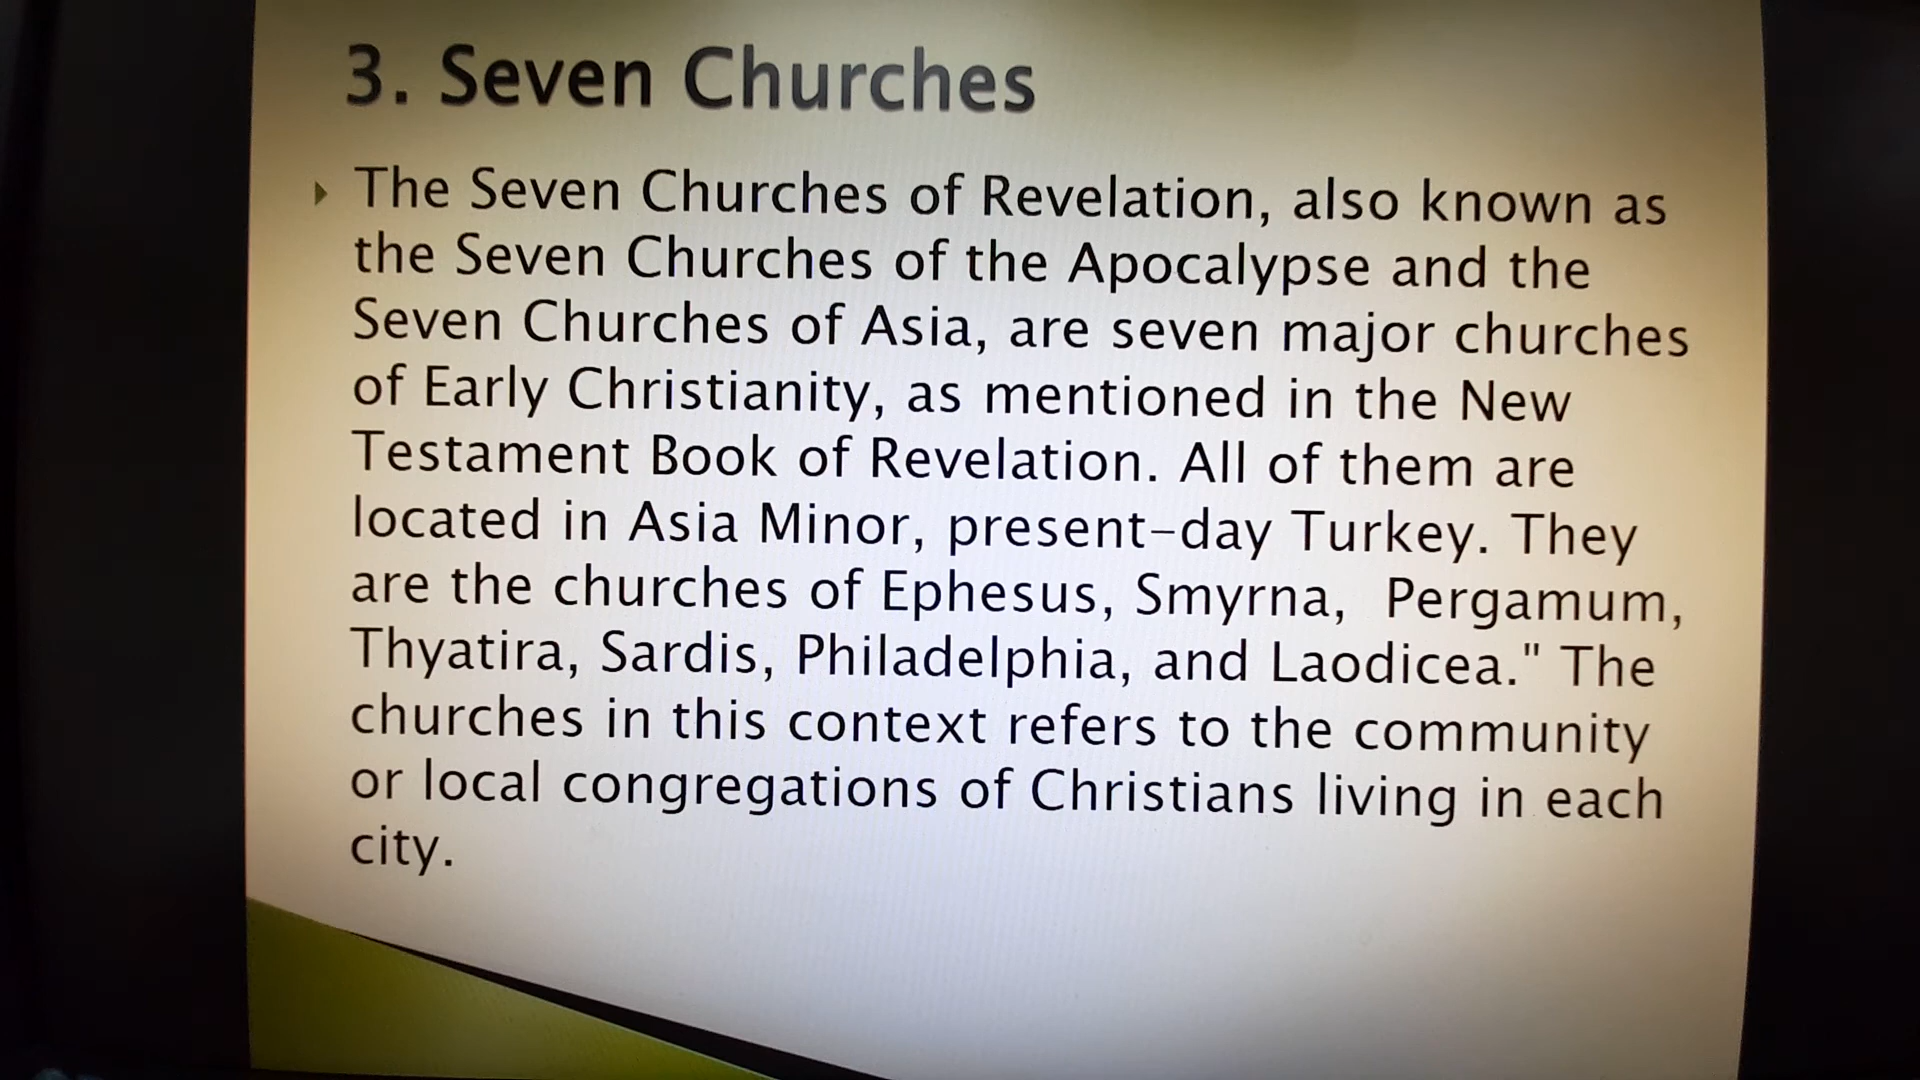 3. Seven Churches
The Seven Churches of Revelation, also known as
the Seven Churches of the Apocalypse and the
Seven Churches of Asia, are seven major churches
of Early Christianity, as mentioned in the New
Testament Book of Revelation. All of them are
located in Asia Minor, present-day Turkey. They
are the churches of Ephesus, Smyrna,  Pergamum,
Thyatira, Sardis, Philadelphia, and Laodicea." The
churches in this context refers to the community
or local congregations of Christians living in each
city.